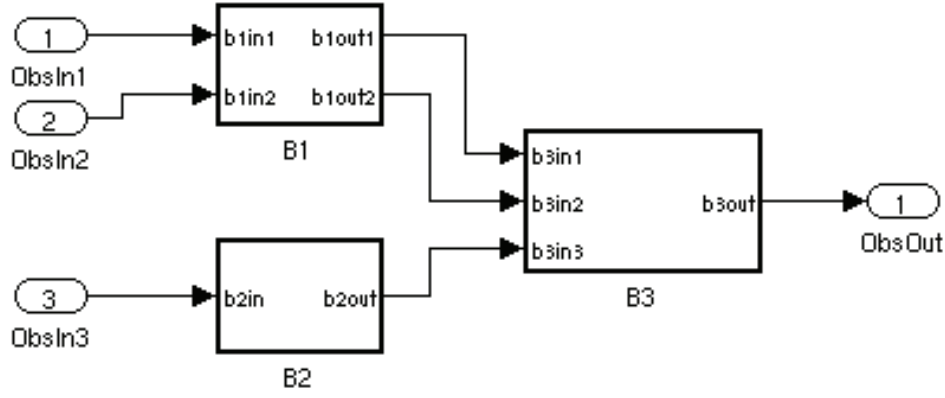 1
ObsIn1
2
ObsIn2
b1in1
b1out1
b1in2
b1out2
B1
3
ObsIn3
b2in
b2out
B2
b3in1
b3in2
b3out
b3in3
B3
1
ObsOut